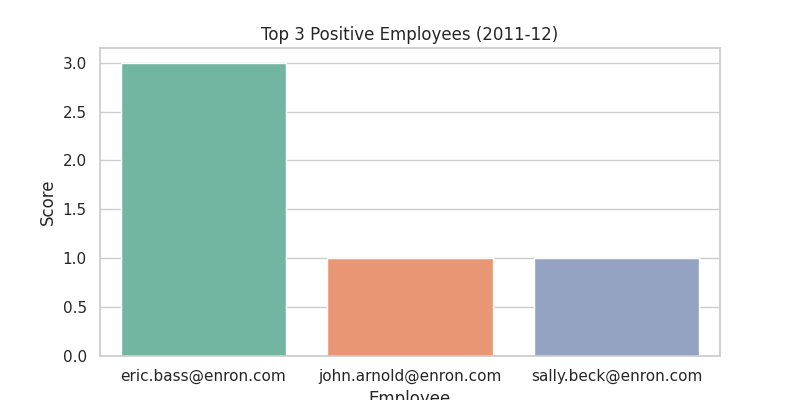 Top 3 Positive Employees (2011-12)
3.0
2.5
2.0
1.5
1.0
0.5
0.0
Score
eric.bass@enron.com john.arnold@enron.com sally.beck@enron.com
Employee